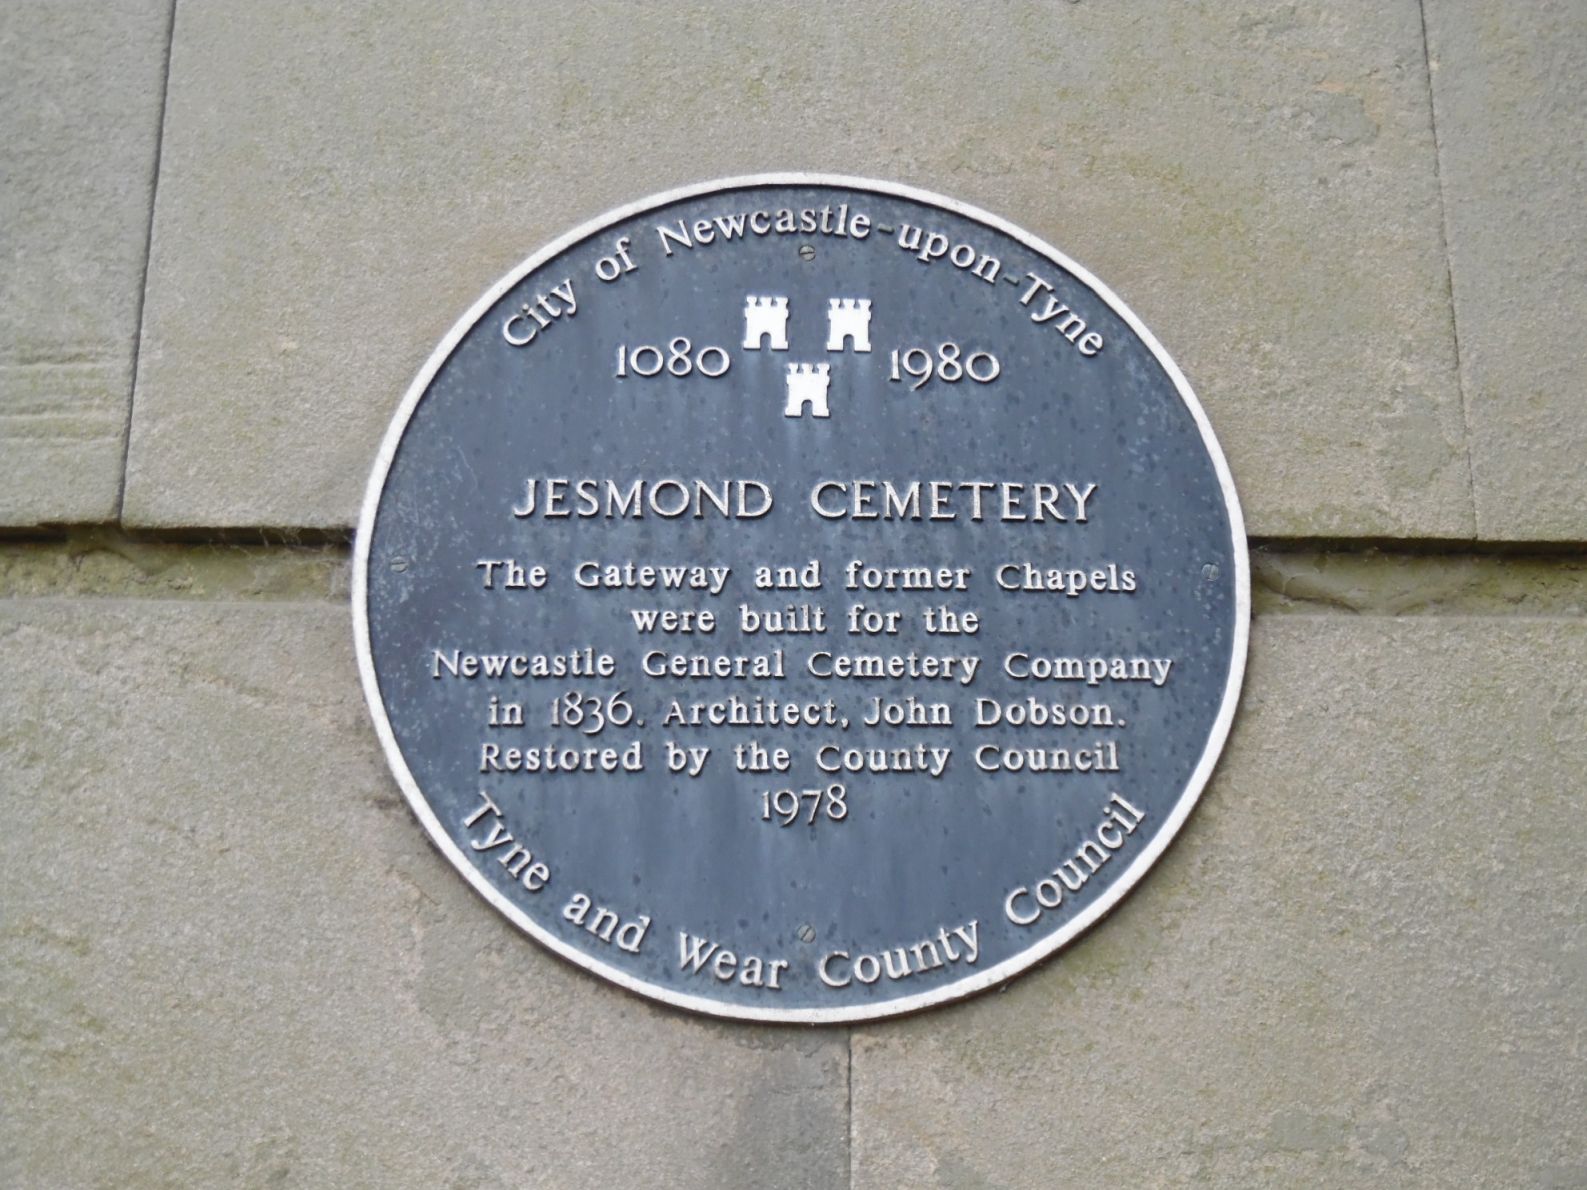 City of Newcastle-upon-Tyne
1080 1980
JESMOND CEMETERY
The Gateway and former Chapels
were built for the
Newcastle General Cemetery Company
in 1836. Architect, John Dobson.
Restored by the County Council
1978
Tyne and Wear County Council